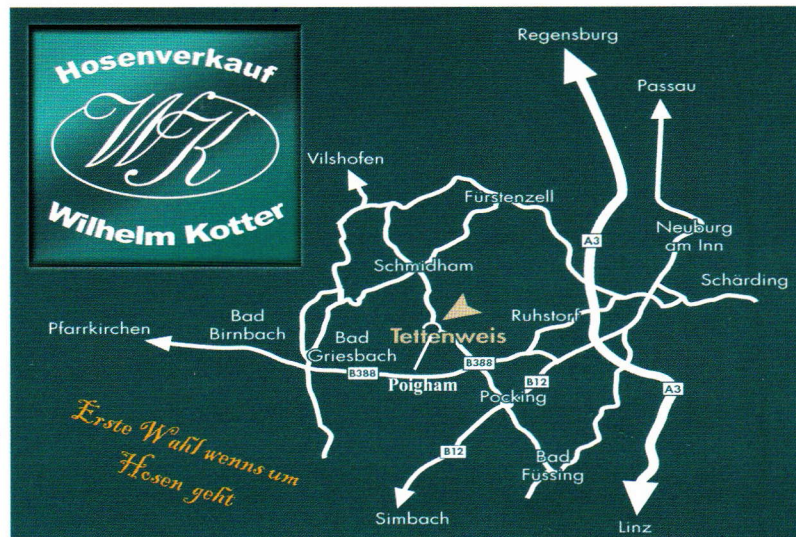 Hosenverkauf
WK
Wilhelm Kotter
Regensburg
Passau
Vilshofen
Fürstenzell
Neuburg
am Inn
A3
Schmidham
Schärding
Pfarrkirchen
Bad
Birnbach
Bad
Griesbach
Tettenweis
Ruhstorf
B388
Poigham
B388
B12
A3
Pocking
Erste Wahl wenns um
Hosen geht
B12
Bad
Füssing
Simbach
Linz